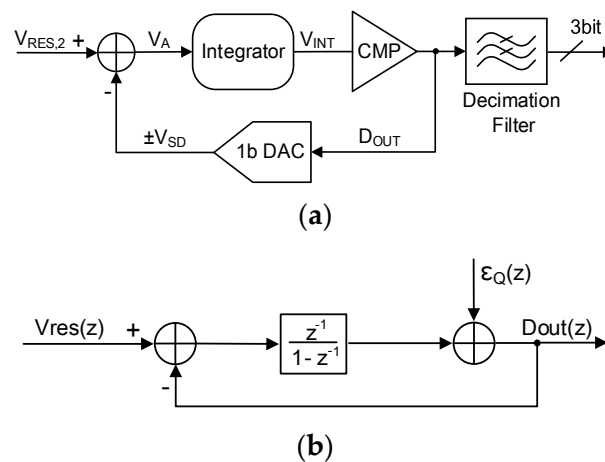 V_RES,2 + V_A Integrator V_INT CMP 3bit
-
Decimation
Filter
±V_SD 1b DAC D_OUT
(a)
ε_Q(z)
Vres(z) + z⁻¹ Dout(z)
1- z⁻¹
-
(b)